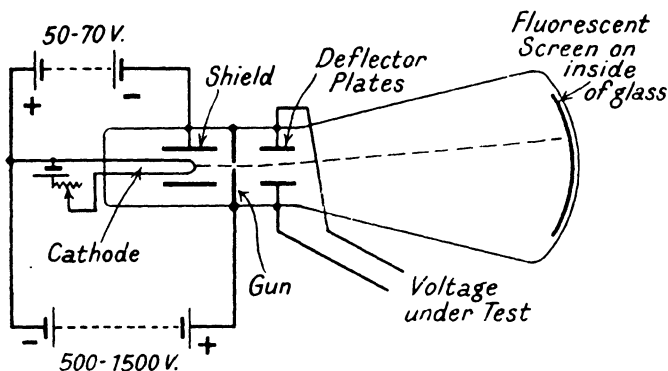 50-70 V.
+
-
Shield
Deflector
Plates
Fluorescent
Screen on
inside
of glass
Cathode
Gun
Voltage
under Test
-
+
500-1500 V.